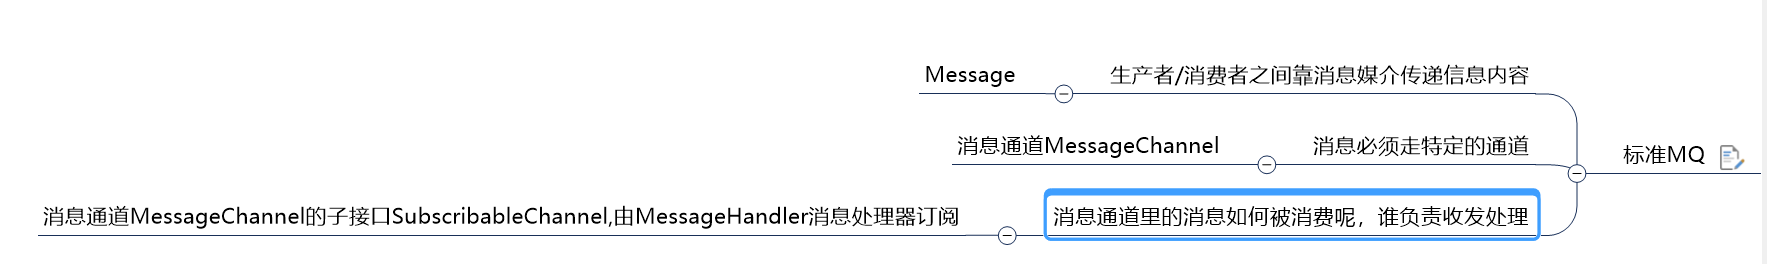 Message
生产者/消费者之间靠消息媒介传递信息内容
消息通道MessageChannel
消息必须走特定的通道
标准MQ
消息通道MessageChannel的子接口SubscribableChannel,由MessageHandler消息处理器订阅
消息通道里的消息如何被消费呢，谁负责收发处理